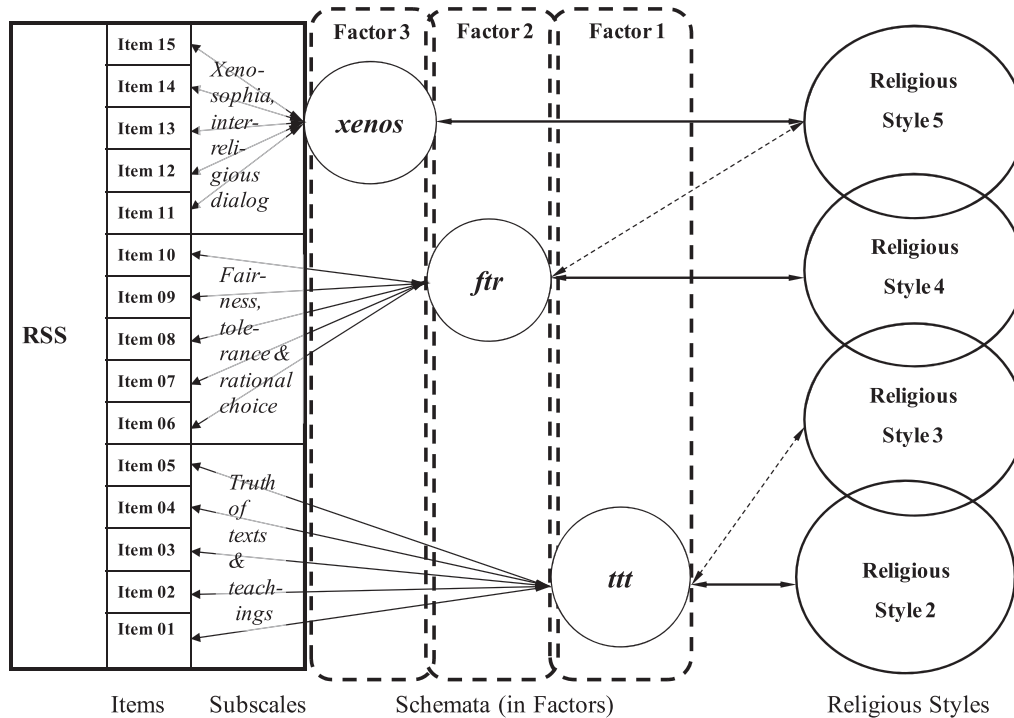 RSS
Item 15
Item 14
Item 13
Item 12
Item 11
Item 10
Item 09
Item 08
Item 07
Item 06
Item 05
Item 04
Item 03
Item 02
Item 01
Xeno-
sophia,
inter-
reli-
gious
dialog
Fair-
ness,
tole-
rance &
rational
choice
Truth
of
texts
&
teach-
ings
Factor 3
Factor 2
Factor 1
xenos
ftr
ttt
Religious
Style 5
Religious
Style 4
Religious
Style 3
Religious
Style 2
Items
Subscales
Schemata (in Factors)
Religious Styles